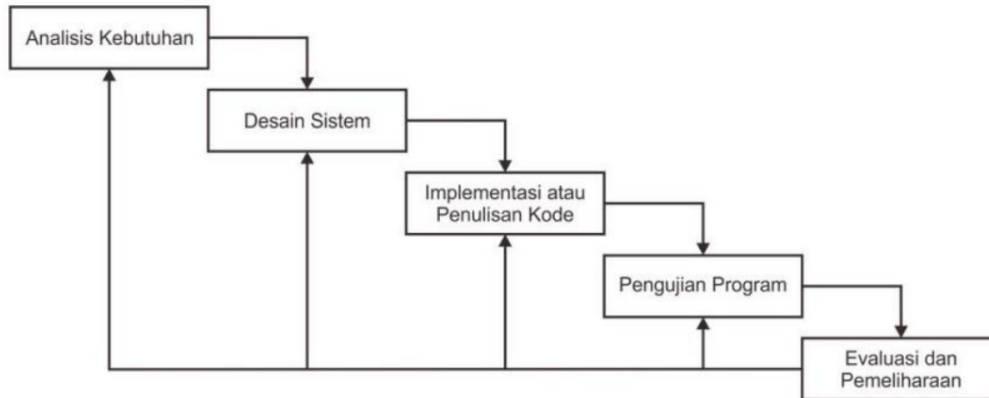 Analisis Kebutuhan
Desain Sistem
Implementasi atau
Penulisan Kode
Pengujian Program
Evaluasi dan
Pemeliharaan